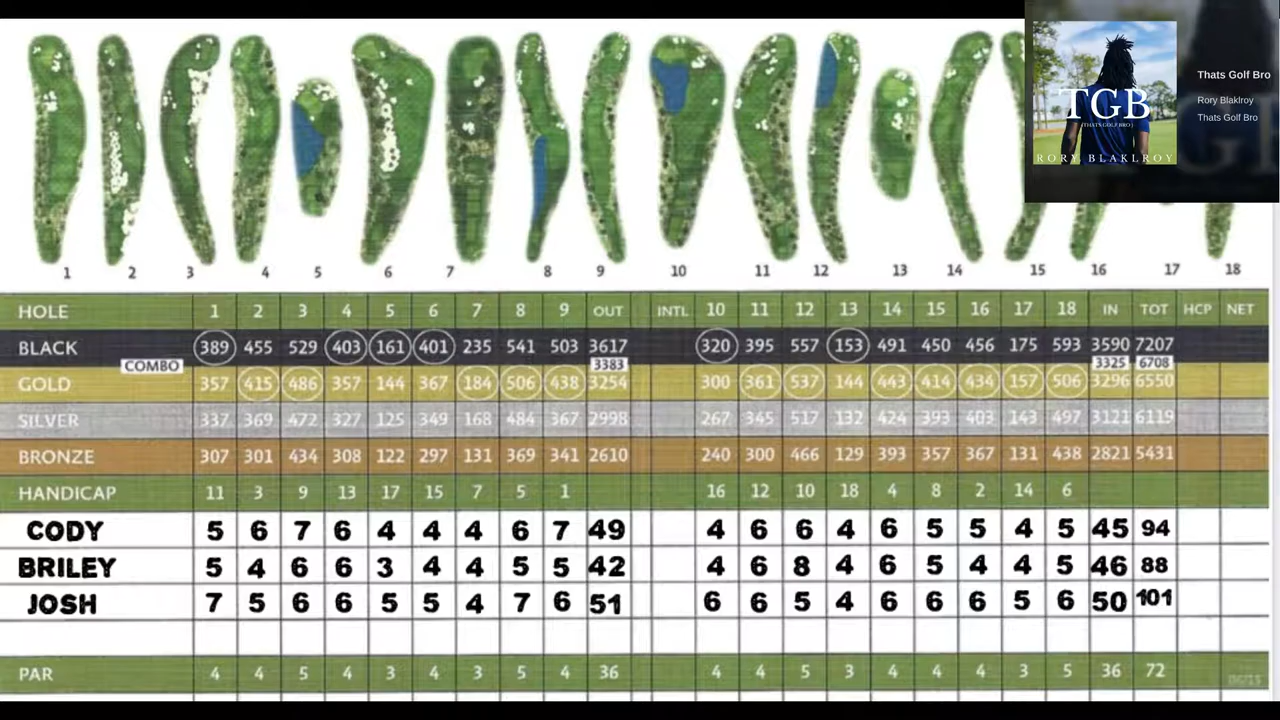 TGB
(THATS GOLF BRO)
RORY BLAKLROY
Thats Golf Bro
Rory Blaklroy
Thats Golf Bro
1 2 3 4 5 6 7 8 9 10 11 12 13 14 15 16 17 18
HOLE 1 2 3 4 5 6 7 8 9 OUT INTL 10 11 12 13 14 15 16 17 18 IN TOT HCP NET
BLACK 389 455 529 403 161 401 235 541 503 3617 320 395 557 153 491 450 456 175 593 3590 7207
COMBO 3383 3325 6708
GOLD 357 415 486 357 144 367 184 506 438 3254 300 361 537 144 443 414 434 157 506 3296 6550
SILVER 337 369 472 327 125 349 168 484 367 2998 267 345 517 132 424 393 403 143 497 3121 6119
BRONZE 307 301 434 308 122 297 131 369 341 2610 240 300 466 129 393 357 367 131 438 2821 5431
HANDICAP 11 3 9 13 17 15 7 5 1 16 12 10 18 4 8 2 14 6
CODY 5 6 7 6 4 4 4 6 7 49 4 6 6 4 6 5 5 4 5 45 94
BRILEY 5 4 6 6 3 4 4 5 5 42 4 6 8 4 6 5 4 4 5 46 88
JOSH 7 5 6 6 5 5 4 7 6 51 6 6 5 4 6 6 6 5 6 50 101
PAR 4 4 5 4 3 4 3 5 4 36 4 4 5 3 4 4 4 3 5 36 72